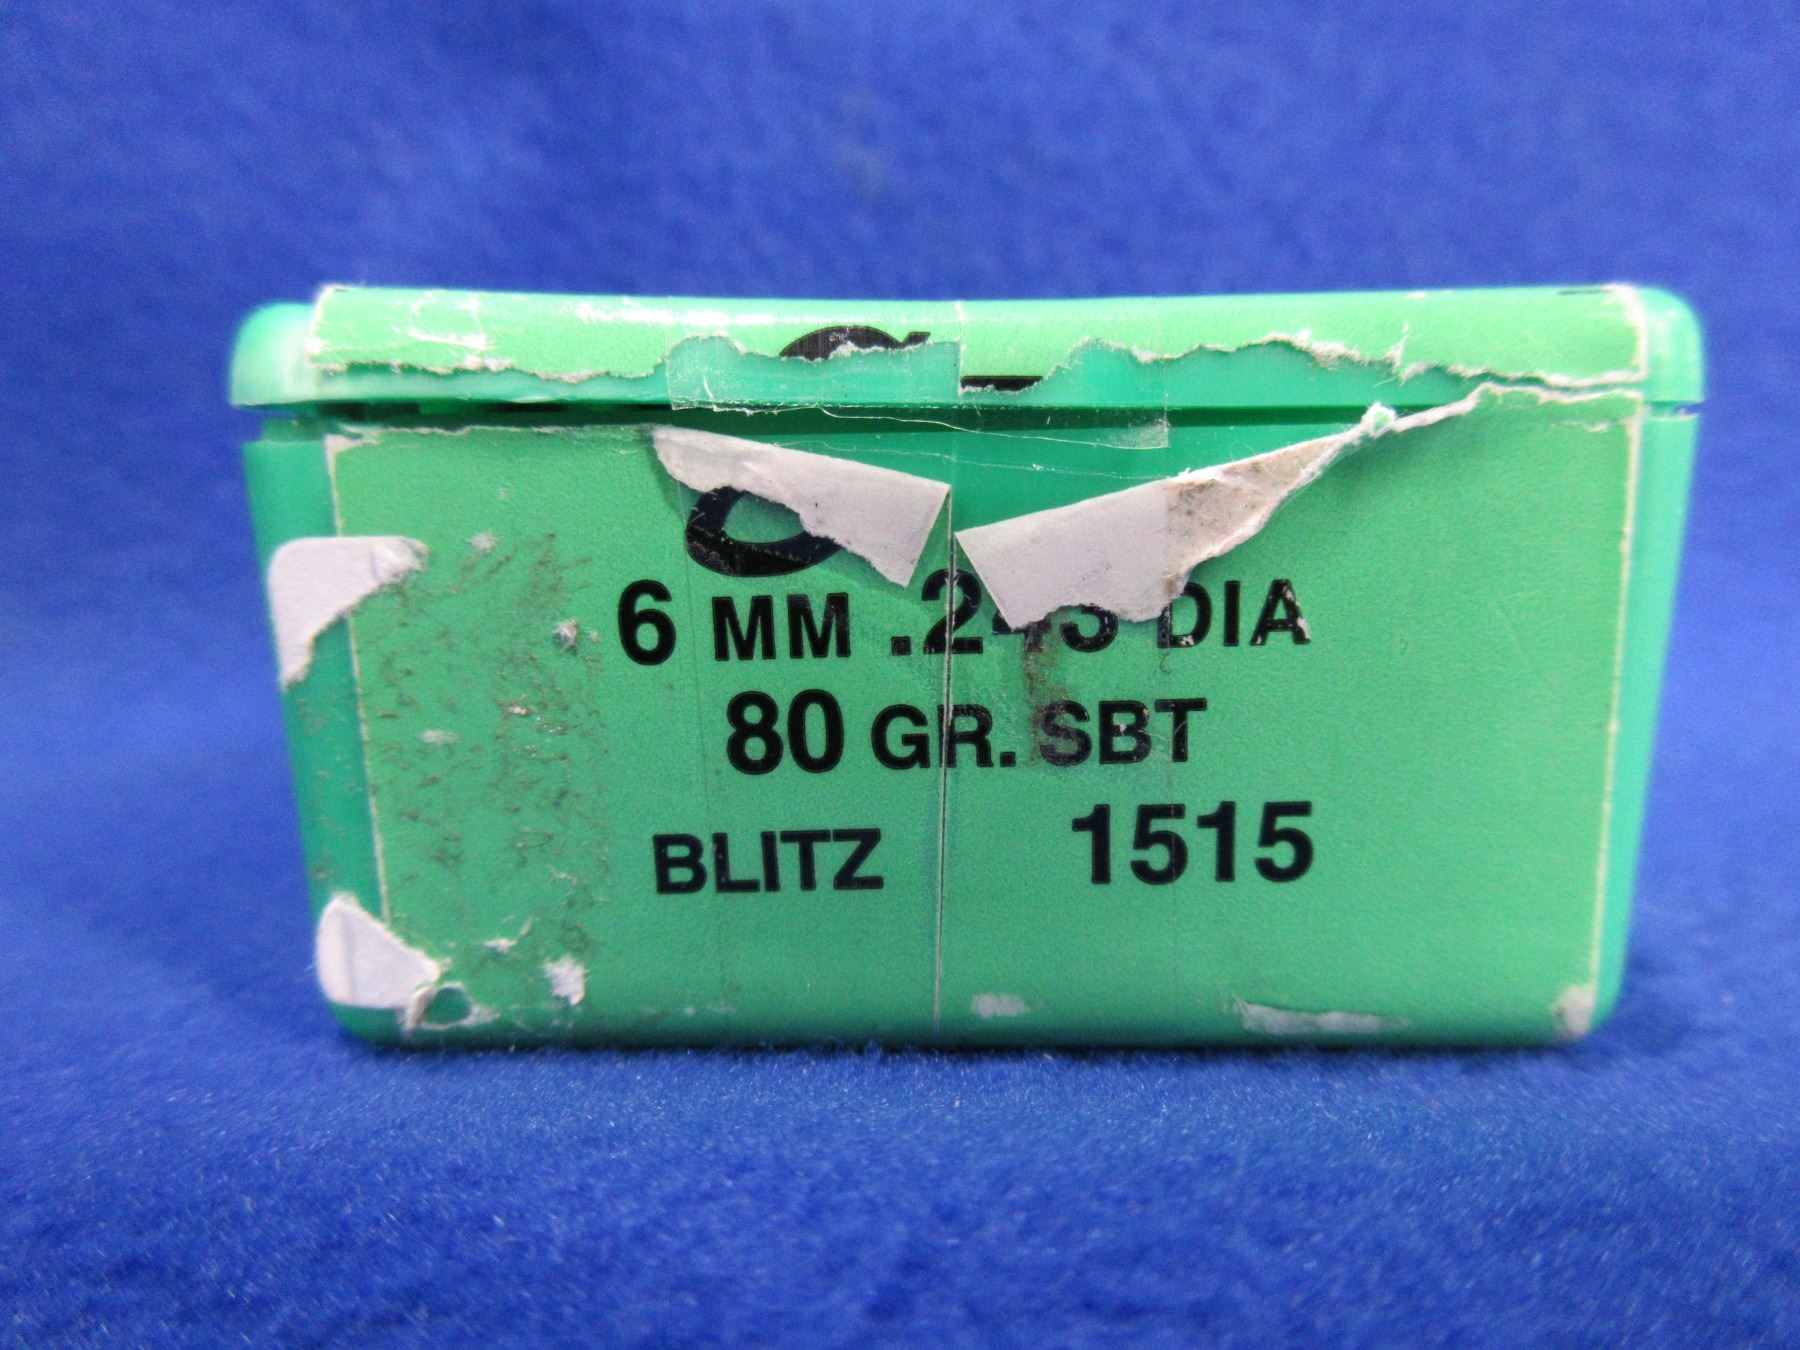 6 MM .243 DIA
80 GR. SBT
BLITZ 1515